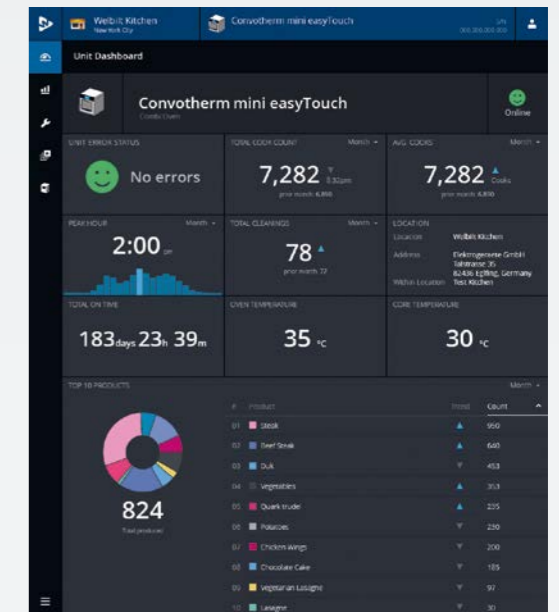 Welbilt Kitchen
New York City
Convotherm mini easyTouch
Unit Dashboard
Convotherm mini easyTouch
Combi Oven
Online
UNIT ERROR STATUS
No errors
TOTAL COOK COUNT Month
7,282
prior month: 6,890
AVG. COOKS Month
7,282 Cooks
prior month: 6,890
PEAK HOUR Month
2:00 pm
TOTAL CLEANINGS Month
78
prior month: 72
LOCATION
Location Welbilt Kitchen
Address
Talstrasse 35
82436 Eglfing, Germany
Within Location Test Kitchen
TOTAL ON TIME
183days 23h 39m
OVEN TEMPERATURE
35 °C
CORE TEMPERATURE
30 °C
TOP 10 PRODUCTS Month
824
Total produced
# Product Trend Count
01 Steak 950
02 Beef Steak 640
03 Duk 453
04 Vegetables 353
05 Quark trudel 235
06 Potatoes 230
07 Chicken Wings 200
08 Chocolate Cake 185
09 Vegetarian Lasagne 97
10 Lasagne 30